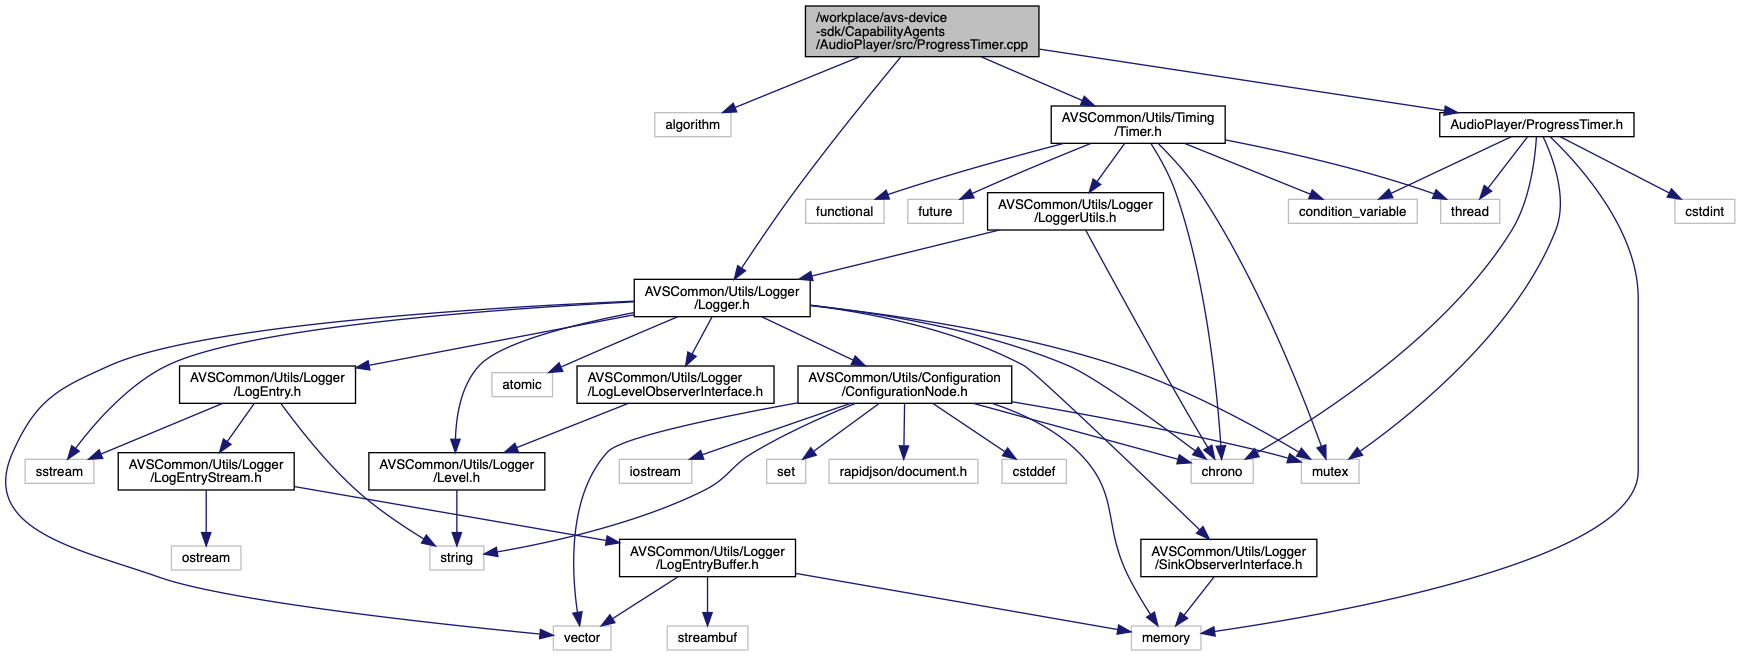 /workplace/avs-device
-sdk/CapabilityAgents
/AudioPlayer/src/ProgressTimer.cpp
algorithm
AVSCommon/Utils/Timing
/Timer.h
AudioPlayer/ProgressTimer.h
functional
future
AVSCommon/Utils/Logger
/LoggerUtils.h
condition_variable
thread
cstdint
AVSCommon/Utils/Logger
/Logger.h
AVSCommon/Utils/Logger
/LogEntry.h
atomic
AVSCommon/Utils/Logger
/LogLevelObserverInterface.h
AVSCommon/Utils/Configuration
/ConfigurationNode.h
sstream
AVSCommon/Utils/Logger
/LogEntryStream.h
AVSCommon/Utils/Logger
/Level.h
iostream
set
rapidjson/document.h
cstddef
chrono
mutex
ostream
string
AVSCommon/Utils/Logger
/LogEntryBuffer.h
AVSCommon/Utils/Logger
/SinkObserverInterface.h
vector
streambuf
memory